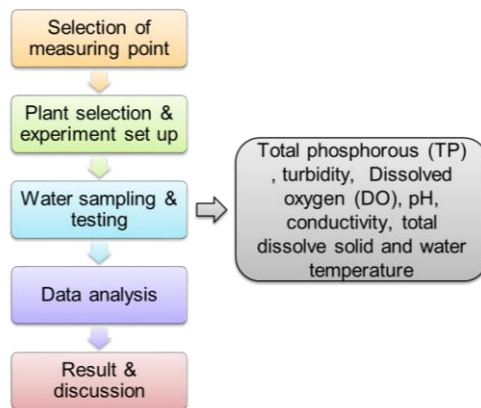 Selection of
measuring point
Plant selection &
experiment set up
Water sampling &
testing
Total phosphorous (TP)
, turbidity, Dissolved
oxygen (DO), pH,
conductivity, total
dissolve solid and water
temperature
Data analysis
Result &
discussion